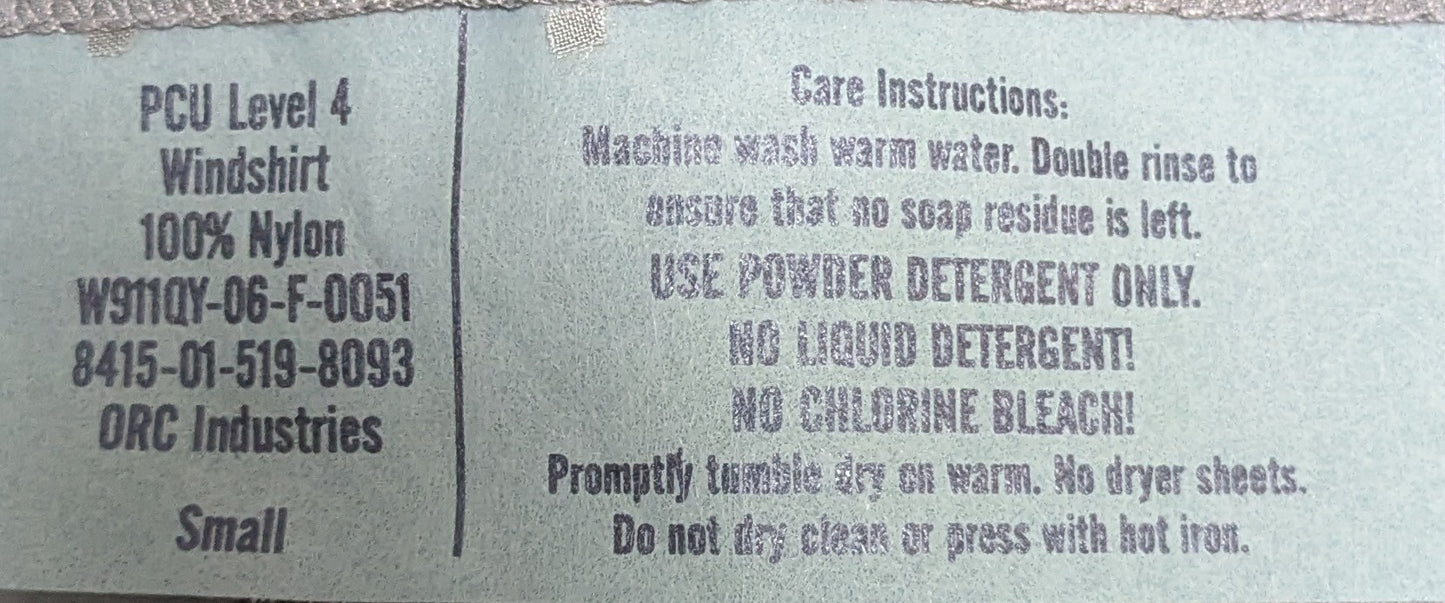 PCU Level 4
Windshirt
100% Nylon
W911QY-06-F-0051
8415-01-519-8093
ORC Industries
Small
Care Instructions:
Machine wash warm water. Double rinse to
ensure that no soap residue is left.
USE POWDER DETERGENT ONLY.
NO LIQUID DETERGENT!
NO CHLORINE BLEACH!
Promptly tumble dry on warm. No dryer sheets.
Do not dry clean or press with hot iron.